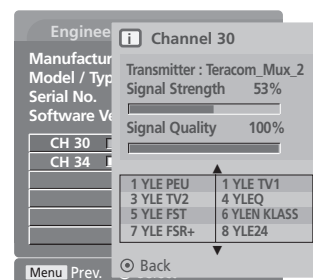 Enginee
Channel 30
Manufactur
Model / Typ
Serial No.
Software Ve
CH 30
CH 34
Transmitter : Teracom_Mux_2
Signal Strength 53%
Signal Quality 100%
1 YLE PEU 1 YLE TV1
3 YLE TV2 4 YLEQ
5 YLE FST 6 YLEN KLASS
7 YLE FSR+ 8 YLE24
Back
Menu Prev.